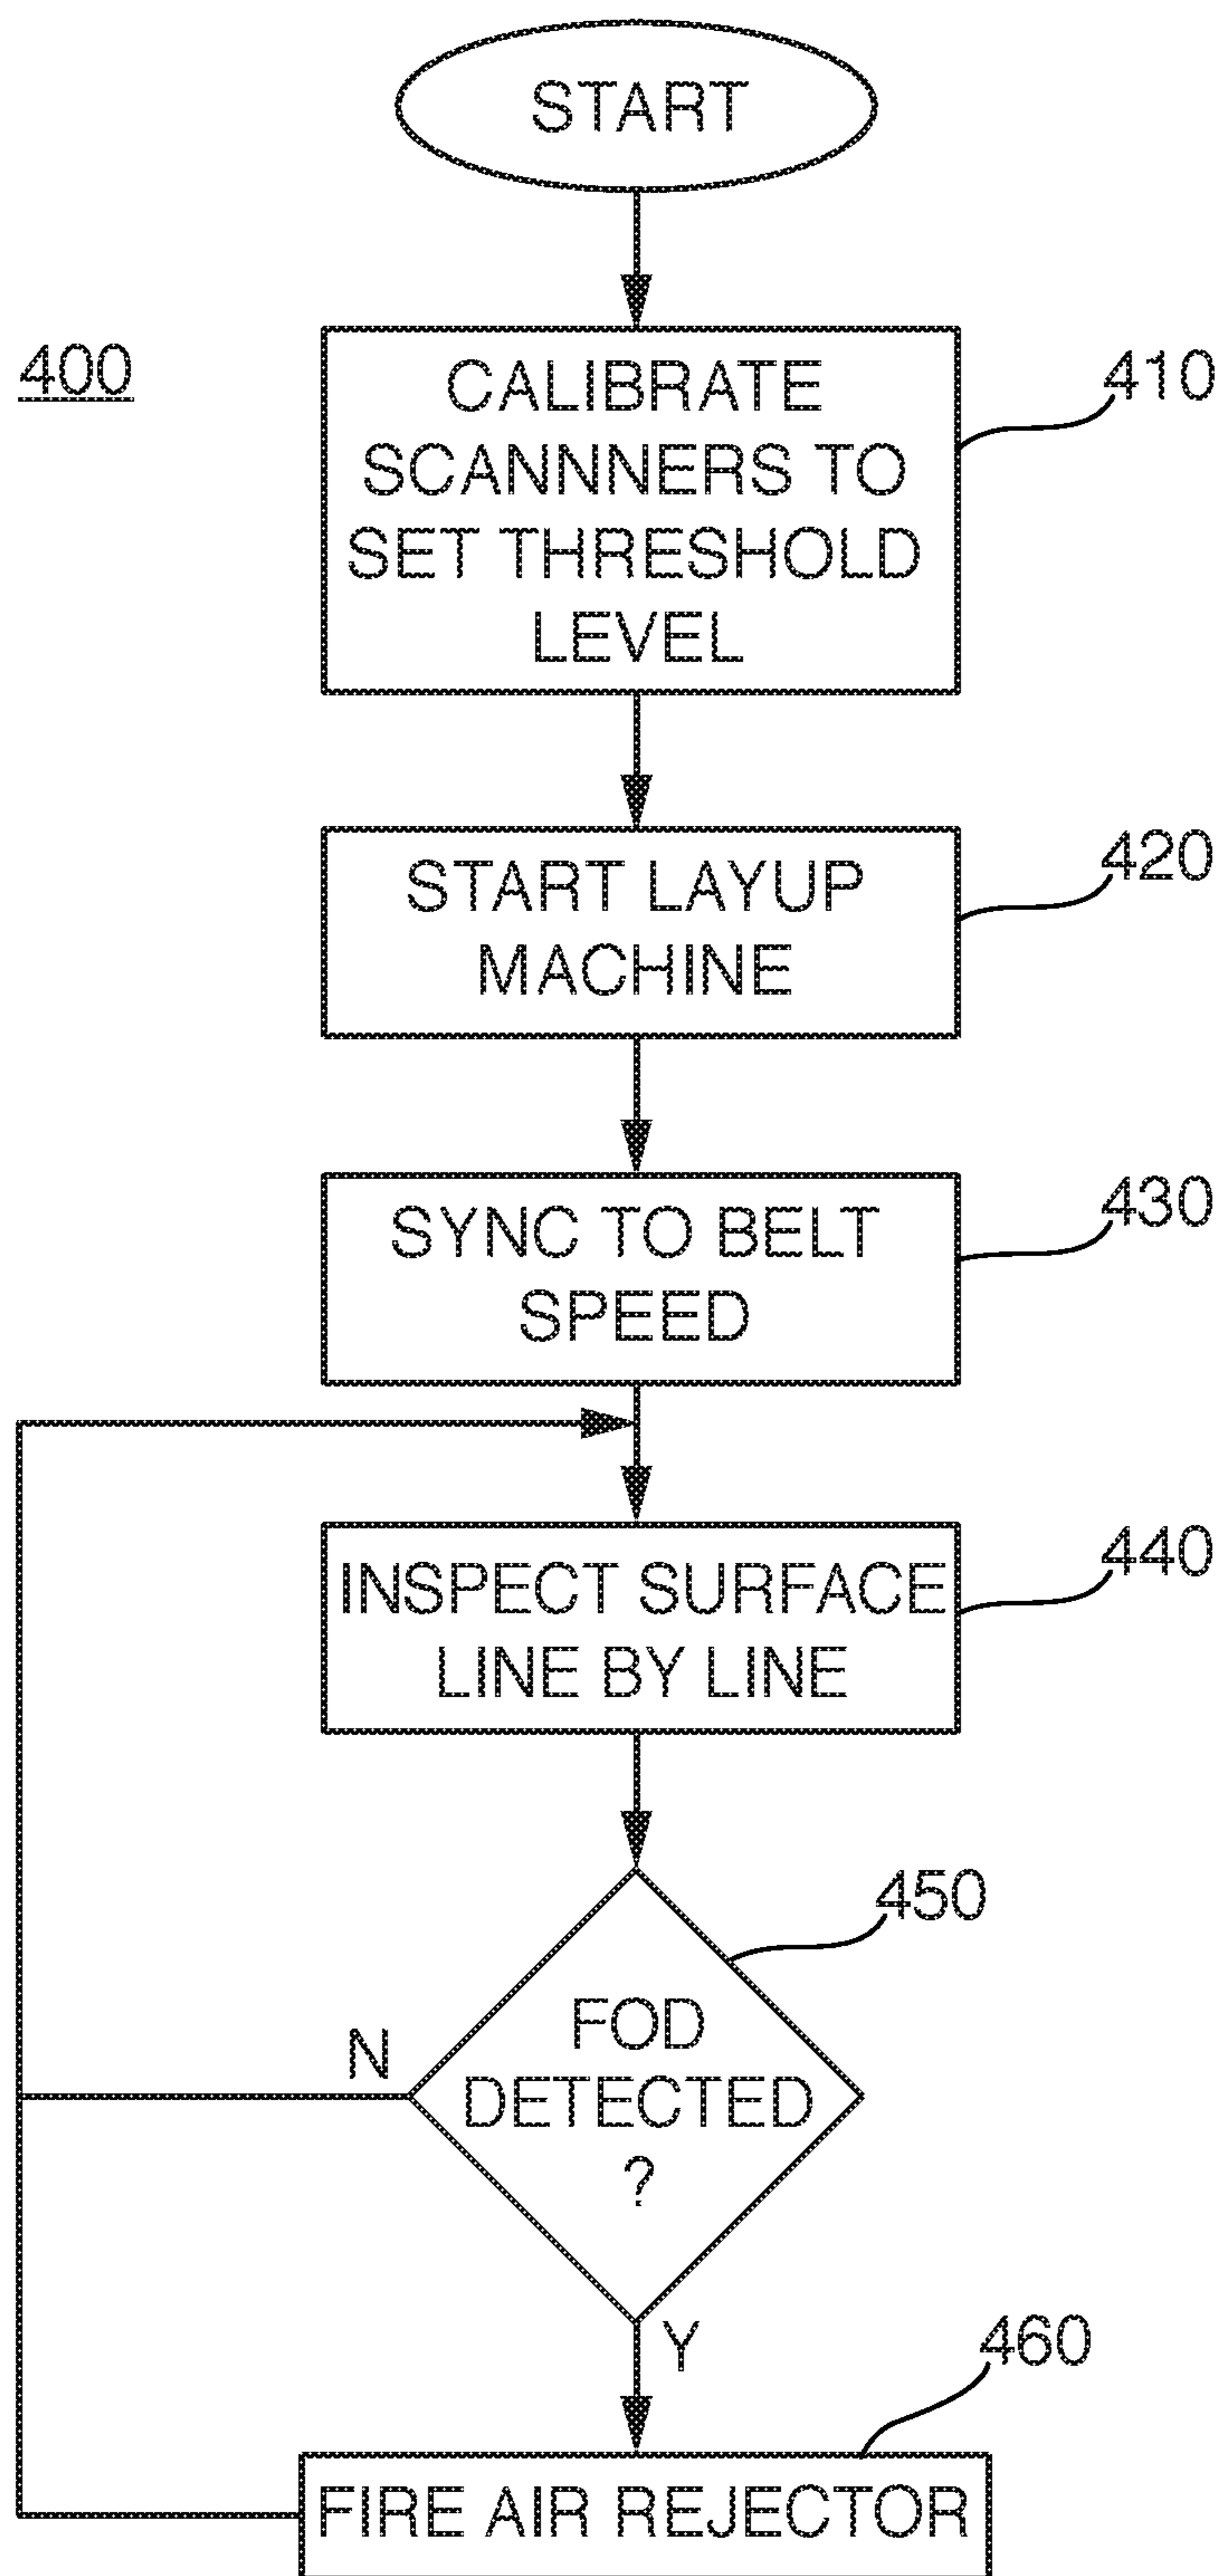 START
400
CALIBRATE
SCANNNERS TO
SET THRESHOLD
LEVEL
410
START LAYUP
MACHINE
420
SYNC TO BELT
SPEED
430
INSPECT SURFACE
LINE BY LINE
440
450
FOD
DETECTED
?
N
Y
460
FIRE AIR REJECTOR